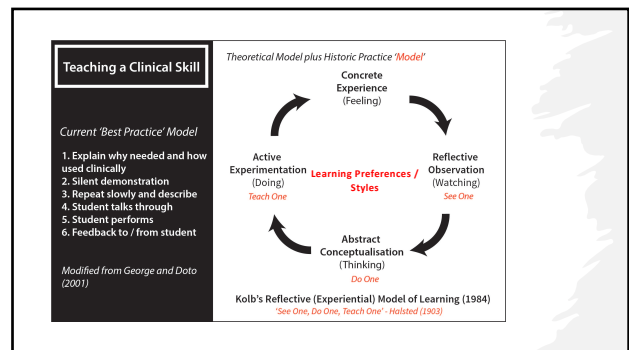 Teaching a Clinical Skill
Current 'Best Practice' Model
1. Explain why needed and how
used clinically
2. Silent demonstration
3. Repeat slowly and describe
4. Student talks through
5. Student performs
6. Feedback to / from student
Modified from George and Doto
(2001)
Theoretical Model plus Historic Practice 'Model'
Concrete
Experience
(Feeling)
Active
Experimentation
(Doing)
Teach One
Learning Preferences /
Styles
Reflective
Observation
(Watching)
See One
Abstract
Conceptualisation
(Thinking)
Do One
Kolb's Reflective (Experiential) Model of Learning (1984)
'See One, Do One, Teach One' - Halsted (1903)